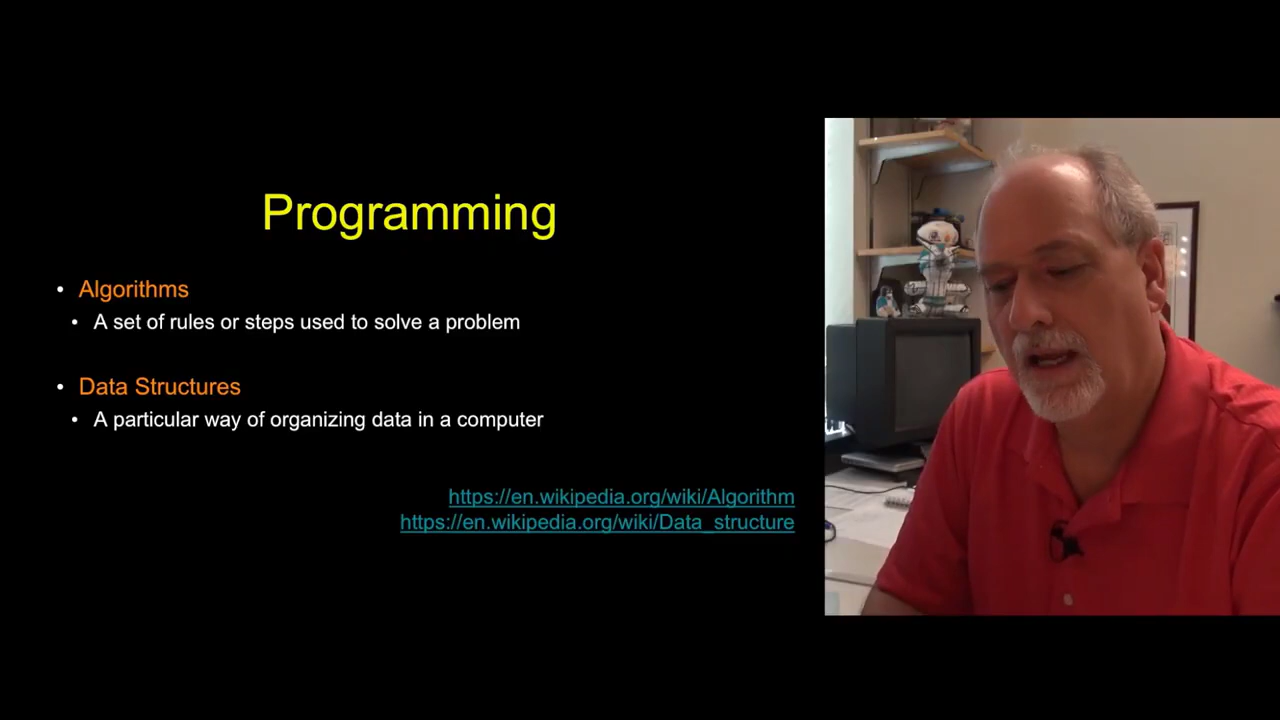 Programming
• Algorithms
• A set of rules or steps used to solve a problem
• Data Structures
• A particular way of organizing data in a computer
https://en.wikipedia.org/wiki/Algorithm
https://en.wikipedia.org/wiki/Data_structure